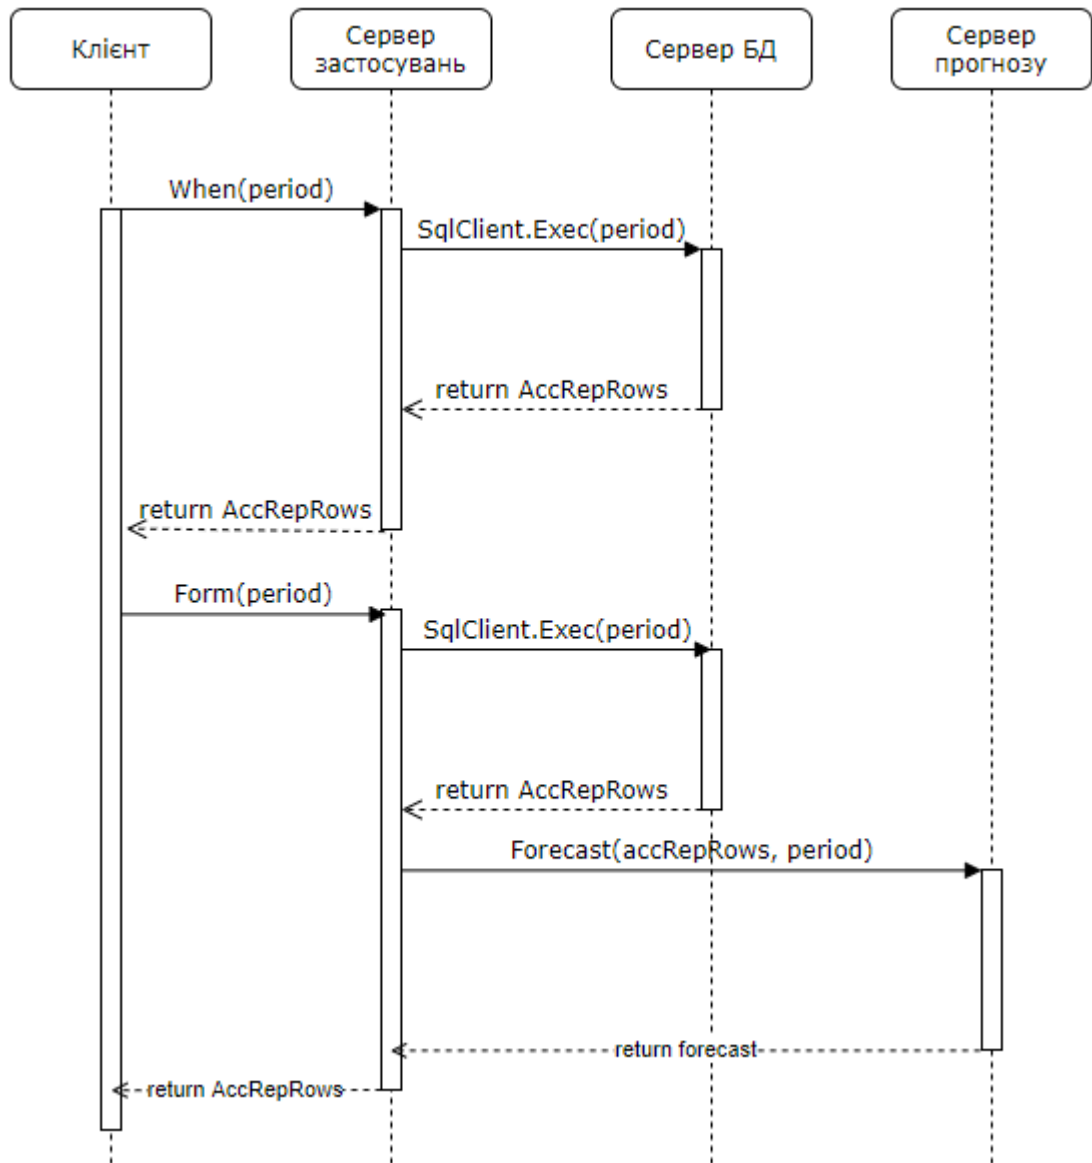 Клієнт
Сервер
застосувань
Сервер БД
Сервер
прогнозу
When(period)
SqlClient.Exec(period)
return AccRepRows
return AccRepRows
Form(period)
SqlClient.Exec(period)
return AccRepRows
Forecast(accRepRows, period)
return forecast
return AccRepRows